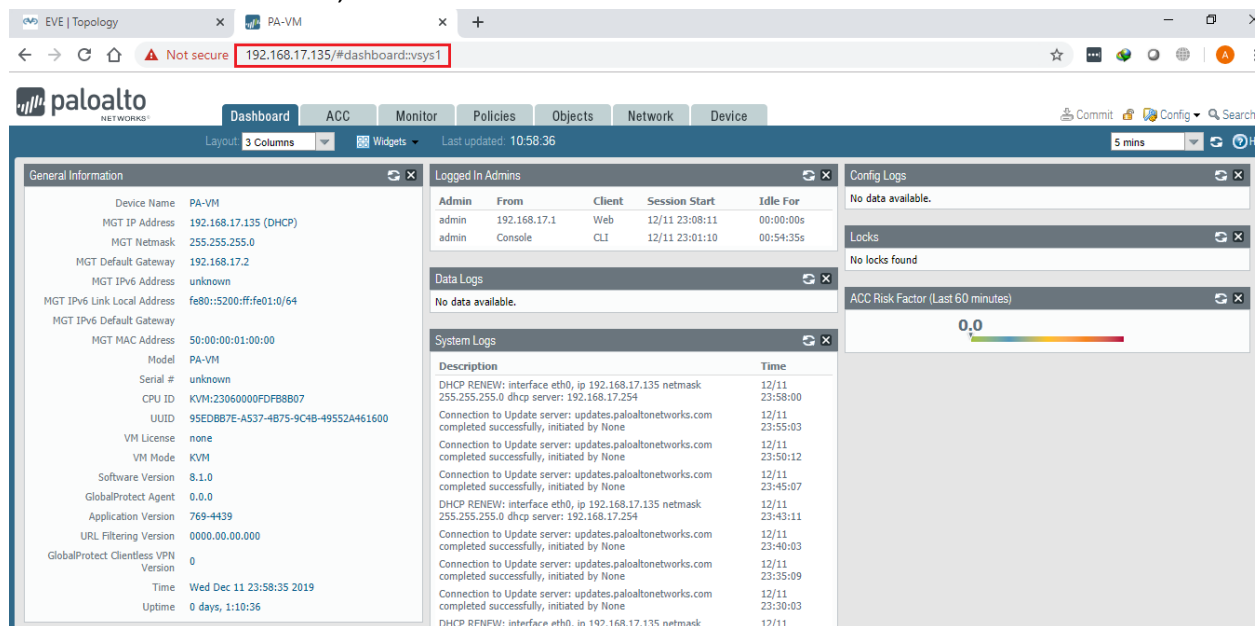 EVE | Topology
PA-VM
Not secure
192.168.17.135/#dashboard::vsys1
A
paloalto
NETWORKS
Dashboard ACC Monitor Policies Objects Network Device
Commit Config Search
Layout 3 Columns Widgets Last updated: 10:58:36
5 mins
General Information
Device Name PA-VM
MGT IP Address 192.168.17.135 (DHCP)
MGT Netmask 255.255.255.0
MGT Default Gateway 192.168.17.2
MGT IPv6 Address unknown
MGT IPv6 Link Local Address fe80::5200:ff:fe01:0/64
MGT IPv6 Default Gateway
MGT MAC Address 50:00:00:01:00:00
Model PA-VM
Serial # unknown
CPU ID KVM:23060000FDFB8B07
UUID 95EDBB7E-A537-4B75-9C4B-49552A461600
VM License none
VM Mode KVM
Software Version 8.1.0
GlobalProtect Agent 0.0.0
Application Version 769-4439
URL Filtering Version 0000.00.00.000
GlobalProtect Clientless VPN
Version 0
Time Wed Dec 11 23:58:35 2019
Uptime 0 days, 1:10:36
Logged In Admins
Admin From Client Session Start Idle For
admin 192.168.17.1 Web 12/11 23:08:11 00:00:00s
admin Console CLI 12/11 23:01:10 00:54:35s
Data Logs
No data available.
System Logs
Description Time
DHCP RENEW: interface eth0, ip 192.168.17.135 netmask 12/11
255.255.255.0 dhcp server: 192.168.17.254 23:58:00
Connection to Update server: updates.paloaltonetworks.com 12/11
completed successfully, initiated by None 23:55:03
Connection to Update server: updates.paloaltonetworks.com 12/11
completed successfully, initiated by None 23:50:12
Connection to Update server: updates.paloaltonetworks.com 12/11
completed successfully, initiated by None 23:45:07
DHCP RENEW: interface eth0, ip 192.168.17.135 netmask 12/11
255.255.255.0 dhcp server: 192.168.17.254 23:43:11
Connection to Update server: updates.paloaltonetworks.com 12/11
completed successfully, initiated by None 23:40:03
Connection to Update server: updates.paloaltonetworks.com 12/11
completed successfully, initiated by None 23:35:09
Connection to Update server: updates.paloaltonetworks.com 12/11
completed successfully, initiated by None 23:30:03
DHCP RENEW: interface eth0, ip 192.168.17.135 netmask 12/11
Config Logs
No data available.
Locks
No locks found
ACC Risk Factor (Last 60 minutes)
0.0